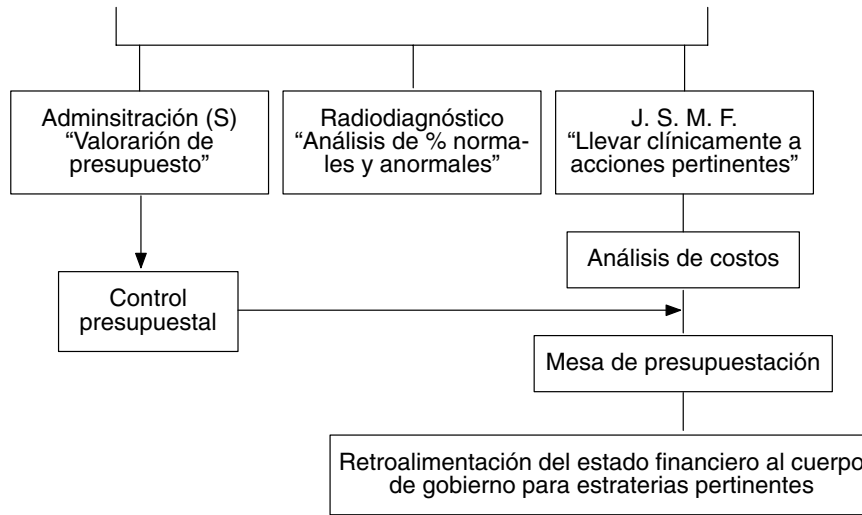 Adminsitración (S)
“Valorarión de
presupuesto”
Radiodiagnóstico
“Análisis de % norma-
les y anormales”
J. S. M. F.
“Llevar clínicamente a
acciones pertinentes”
Análisis de costos
Control
presupuestal
Mesa de presupuestación
Retroalimentación del estado financiero al cuerpo
de gobierno para estraterias pertinentes